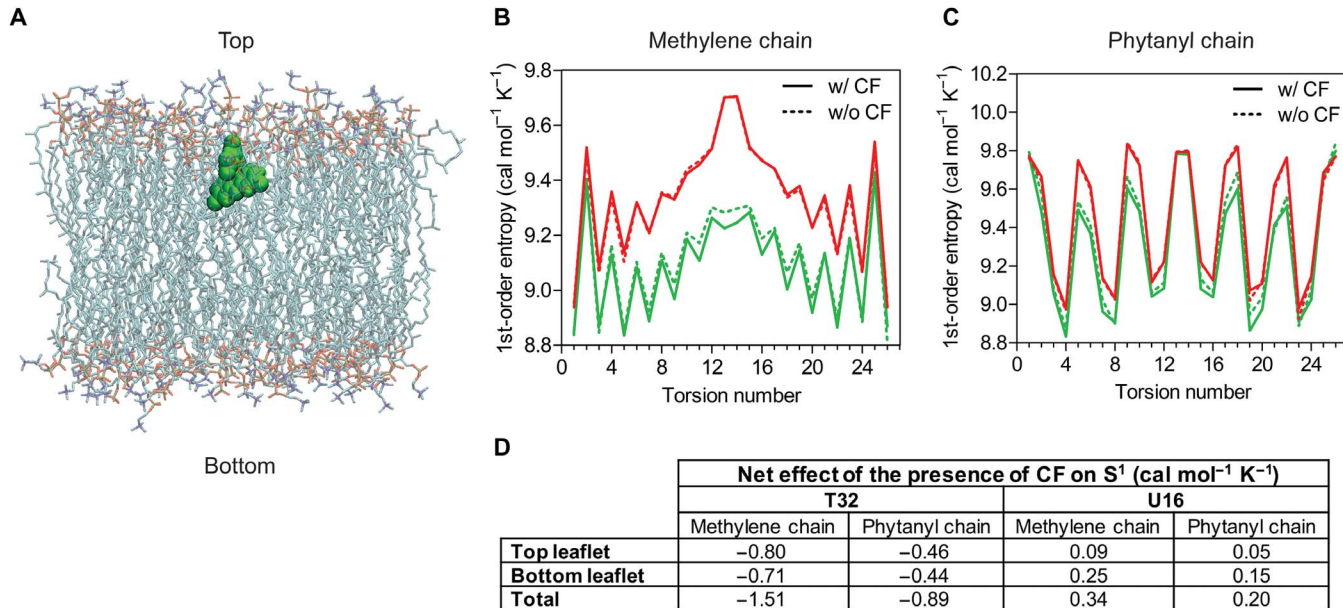 A
Top
Bottom
B
Methylene chain
1st-order entropy (cal mol⁻¹ K⁻¹)
9.8
9.6
9.4
9.2
9.0
8.8
w/ CF
w/o CF
0 4 8 12 16 20 24
Torsion number
C
Phytanyl chain
1st-order entropy (cal mol⁻¹ K⁻¹)
10.2
10.0
9.8
9.6
9.4
9.2
9.0
8.8
w/ CF
w/o CF
0 4 8 12 16 20 24
Torsion number
D
Net effect of the presence of CF on S¹ (cal mol⁻¹ K⁻¹)
T32 U16
Methylene chain Phytanyl chain Methylene chain Phytanyl chain
Top leaflet −0.80 −0.46 0.09 0.05
Bottom leaflet −0.71 −0.44 0.25 0.15
Total −1.51 −0.89 0.34 0.20